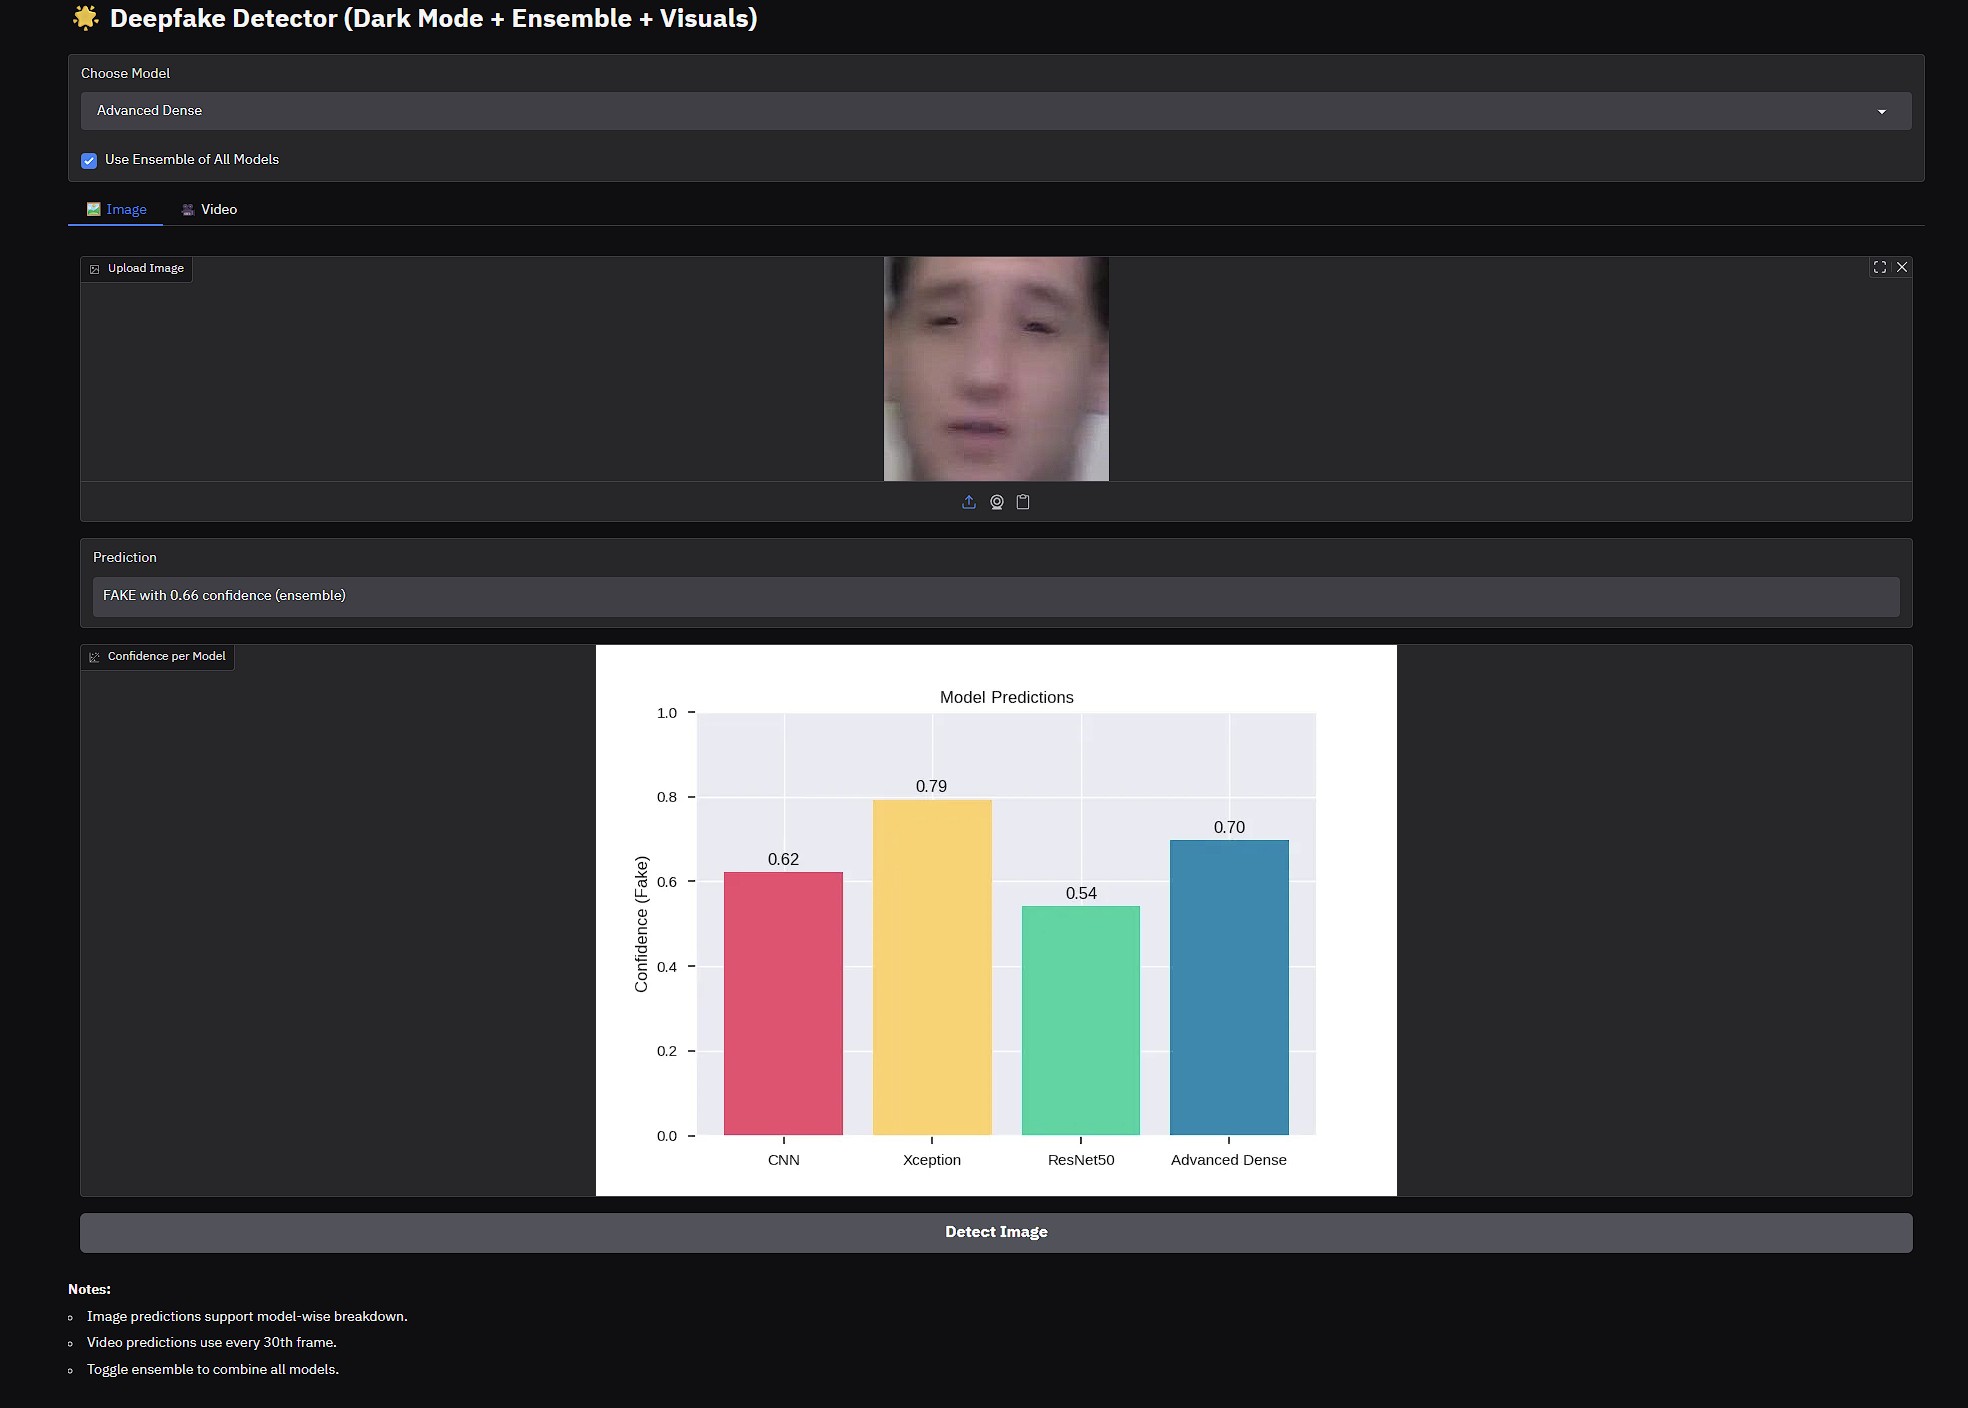 🌟 Deepfake Detector (Dark Mode + Ensemble + Visuals)
Choose Model
Advanced Dense
Use Ensemble of All Models
🖼️ Image 🎥 Video
Upload Image
Prediction
FAKE with 0.66 confidence (ensemble)
Confidence per Model
Model Predictions
1.0
0.8
0.6
0.4
0.2
0.0
Confidence (Fake)
0.62
0.79
0.54
0.70
CNN Xception ResNet50 Advanced Dense
Detect Image
Notes:
Image predictions support model-wise breakdown.
Video predictions use every 30th frame.
Toggle ensemble to combine all models.